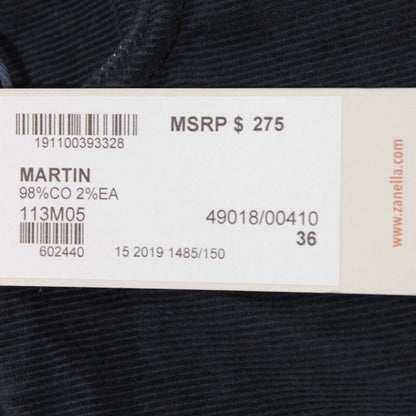 MSRP $ 275
191100393328
MARTIN
98%CO 2%EA
113M05
49018/00410
36
602440
15 2019 1485/150
www.zanella.com